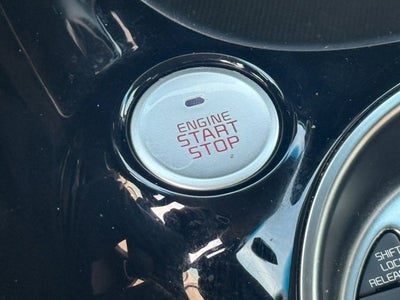 ENGINE
START
STOP
SHIFT
LOCK
RELEASE